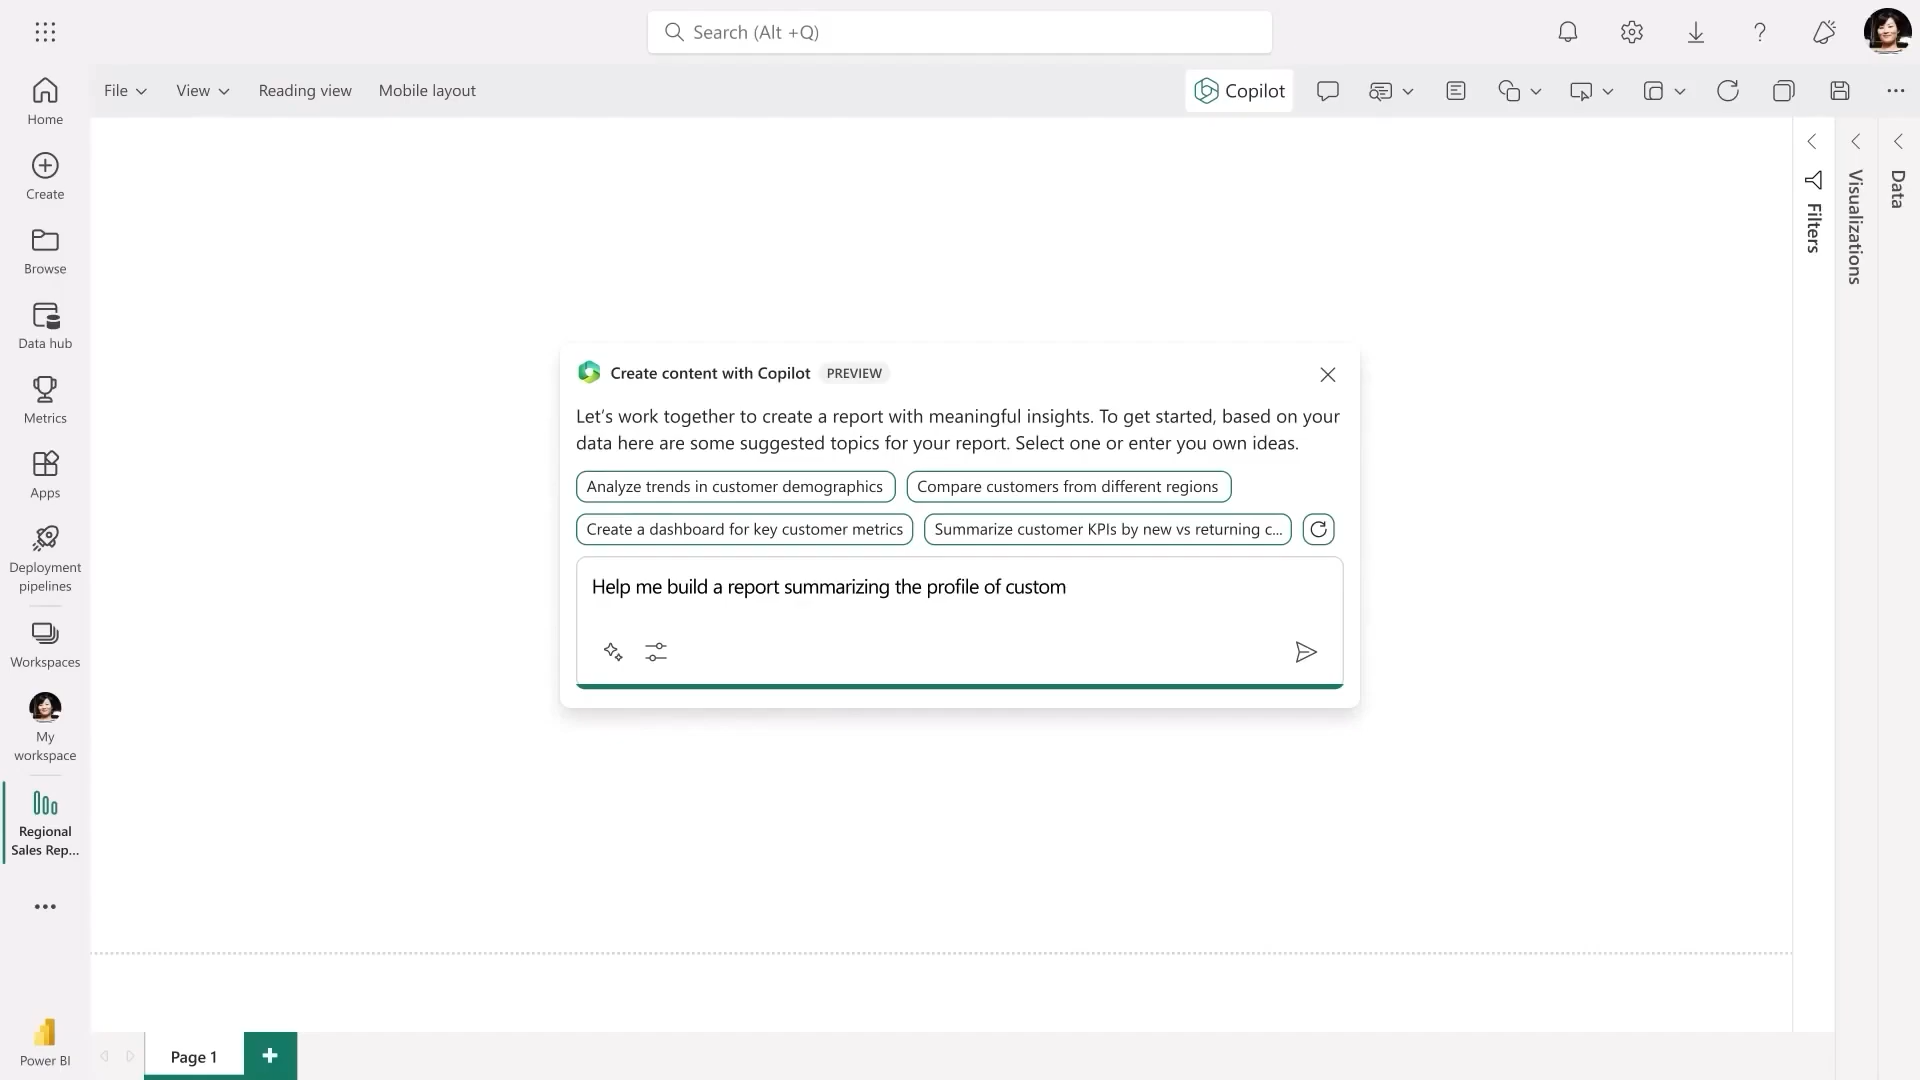 Search (Alt +Q)
File
View
Reading view
Mobile layout
Copilot
Home
Create
Browse
Data hub
Metrics
Apps
Deployment
pipelines
Workspaces
My
workspace
Regional
Sales Rep...
Power BI
Create content with Copilot PREVIEW
Let's work together to create a report with meaningful insights. To get started, based on your
data here are some suggested topics for your report. Select one or enter you own ideas.
Analyze trends in customer demographics
Compare customers from different regions
Create a dashboard for key customer metrics
Summarize customer KPIs by new vs returning c...
Help me build a report summarizing the profile of custom
Filters
Visualizations
Data
Page 1